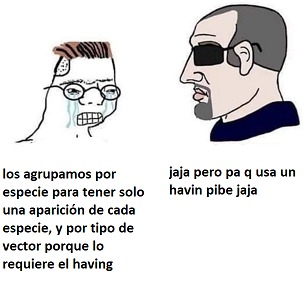 los agrupamos por
especie para tener solo
una aparición de cada
especie, y por tipo de
vector porque lo
requiere el having
jaja pero pa q usa un
havin pibe jaja